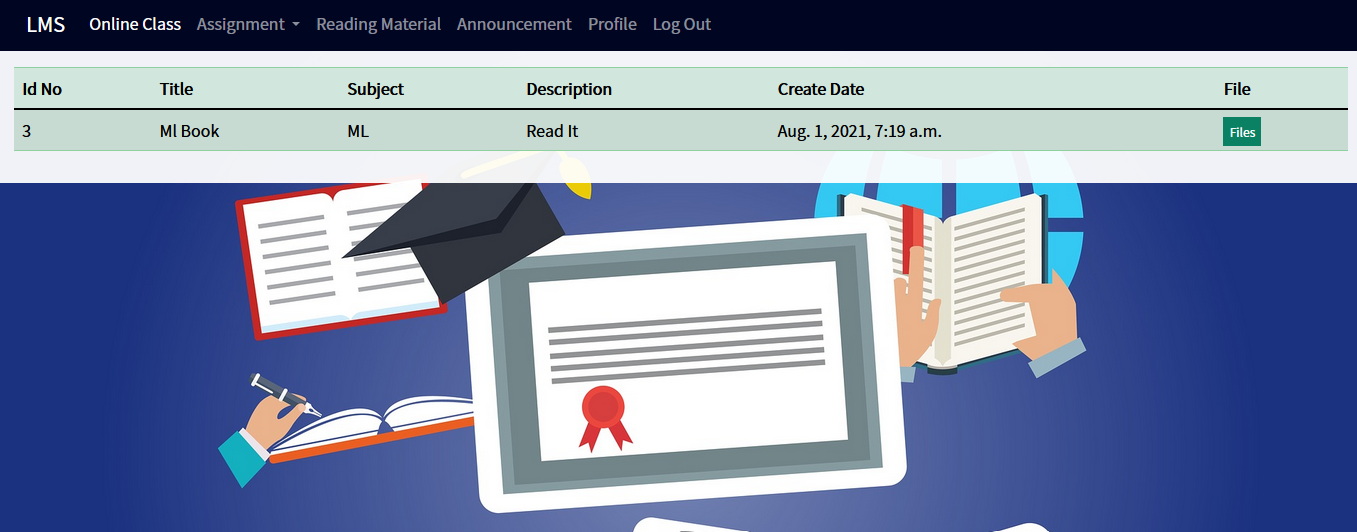 LMS Online Class Assignment Reading Material Announcement Profile Log Out
Id No Title Subject Description Create Date File
3 Ml Book ML Read It Aug. 1, 2021, 7:19 a.m. Files